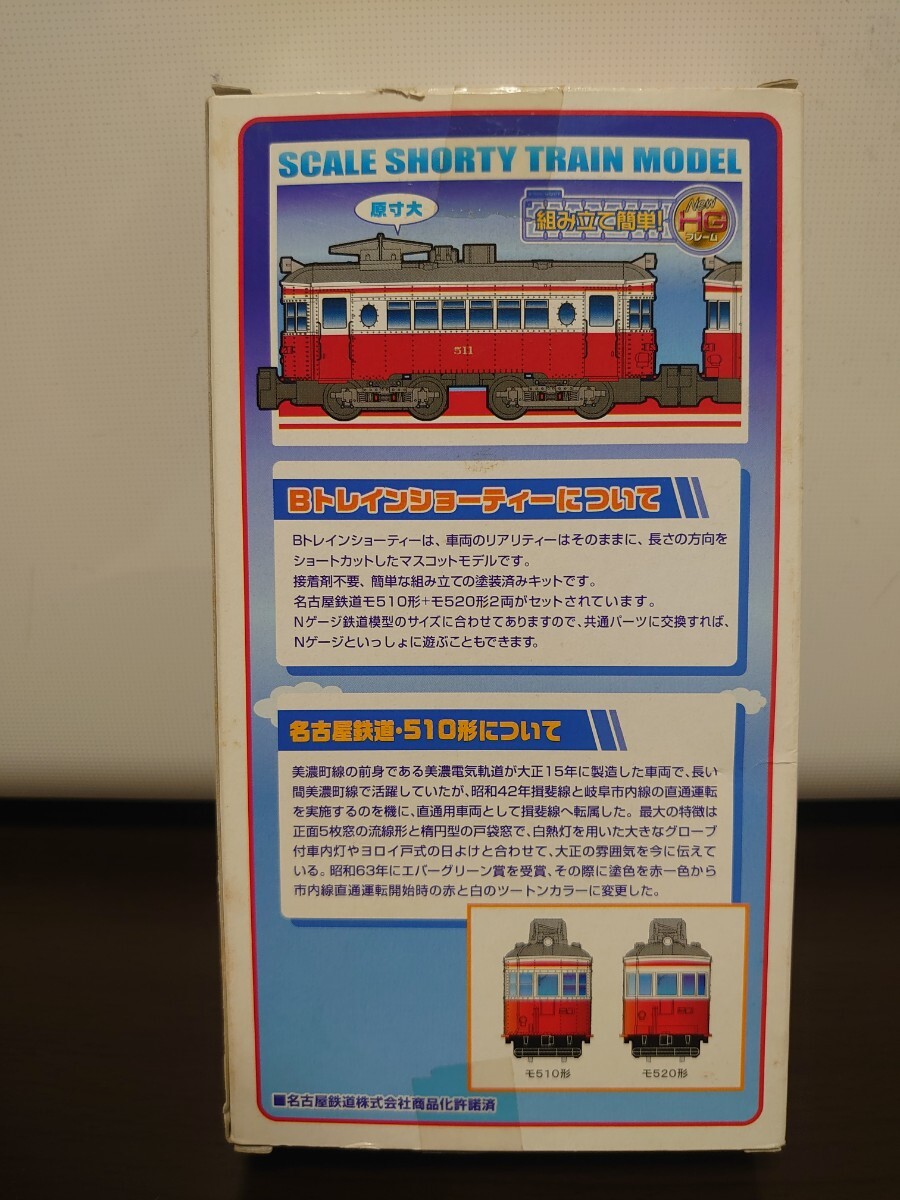 SCALE SHORTY TRAIN MODEL
原寸大
組み立て簡単!
New
HG
フレーム
511
Bトレインショーティーについて
Bトレインショーティーは、車両のリアリティーはそのままに、長さの方向を
ショートカットしたマスコットモデルです。
接着剤不要、簡単な組み立ての塗装済みキットです。
名古屋鉄道モ510形+モ520形2両がセットされています。
Nゲージ鉄道模型のサイズに合わせてありますので、共通パーツに交換すれば、
Nゲージといっしょに遊ぶこともできます。
名古屋鉄道・510形について
美濃町線の前身である美濃電気軌道が大正15年に製造した車両で、長い
間美濃町線で活躍していたが、昭和42年揖斐線と岐阜市内線の直通運転
を実施するのを機に、直通用車両として揖斐線へ転属した。最大の特徴は
正面5枚窓の流線形と楕円型の戸袋窓で、白熱灯を用いた大きなグローブ
付車内灯やヨロイ戸式の日よけと合わせて、大正の雰囲気を今に伝えて
いる。昭和63年にエバーグリーン賞を受賞、その際に塗色を赤一色から
市内線直通運転開始時の赤と白のツートンカラーに変更した。
モ510形
モ520形
■名古屋鉄道株式会社商品化許諾済